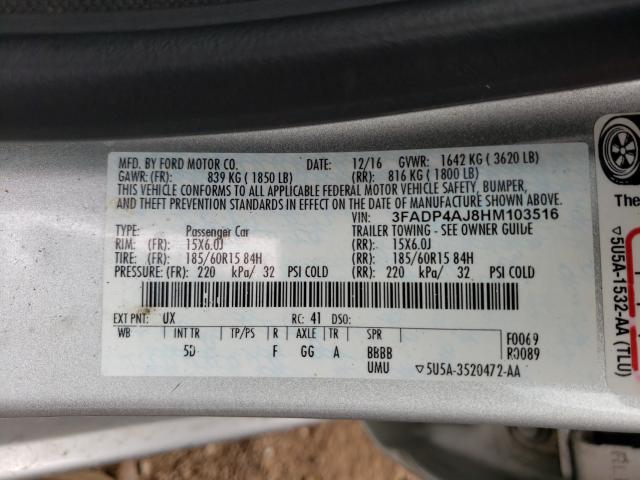 MFD. BY FORD MOTOR CO. DATE: 12/16 GVWR: 1642 KG ( 3620 LB)
GAWR: (FR): 839 KG ( 1850 LB) (RR): 816 KG ( 1800 LB)
THIS VEHICLE CONFORMS TO ALL APPLICABLE FEDERAL MOTOR VEHICLE SAFETY, BUMPER,
AND THEFT PREVENTION STANDARDS IN EFFECT ON THE DATE OF MANUFACTURE SHOWN ABOVE.
VIN: 3FADP4AJ8HM103516
TYPE: Passenger Car TRAILER TOWING - SEE OWNER GUIDE
RIM: (FR): 15X6.0J (RR): 15X6.0J
TIRE: (FR): 185/60R15 84H (RR): 185/60R15 84H
PRESSURE: (FR): 220 kPa/ 32 PSI COLD (RR): 220 kPa/ 32 PSI COLD
EXT PNT: UX RC: 41 DSO:
WB INT TR TP/PS R AXLE TR SPR F0069
5D F GG A BBBB R0089
UMU ▽5U5A-3520472-AA
The
▽5U5A-1532-AA (TLU)